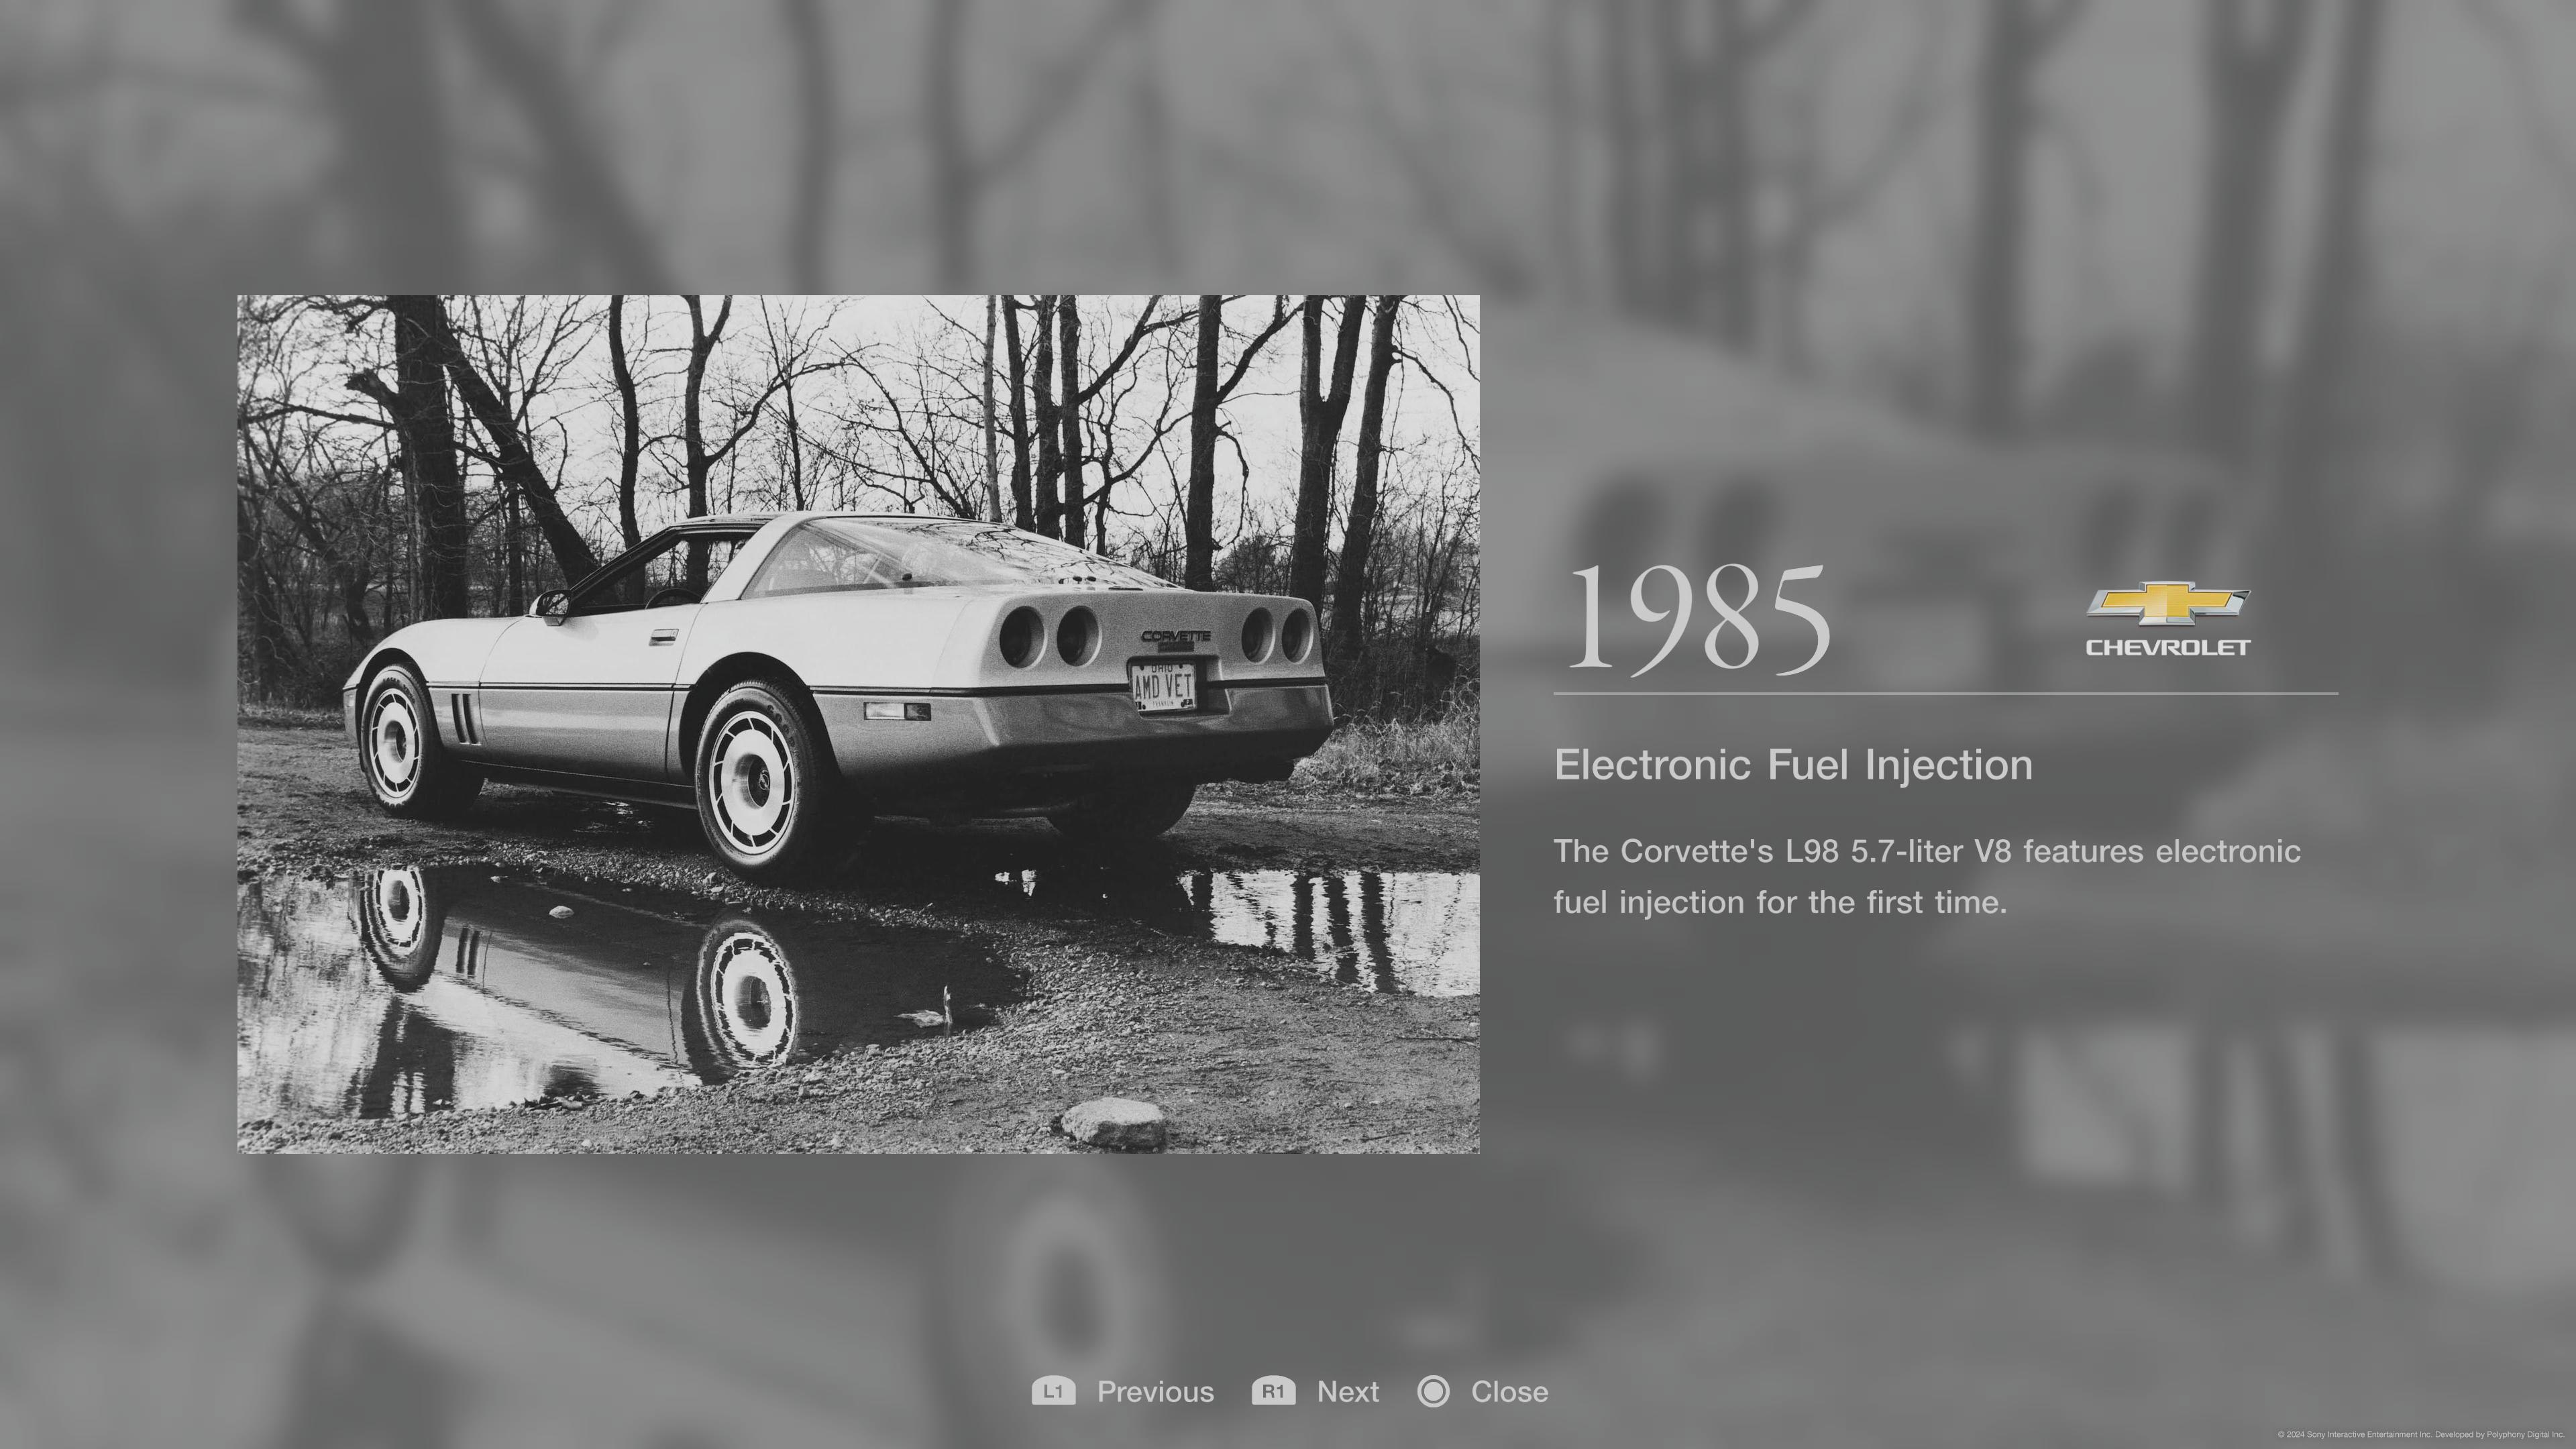 CORVETTE
OHIO
AMD VET
FRANKLIN
1985
CHEVROLET
Electronic Fuel Injection
The Corvette's L98 5.7-liter V8 features electronic
fuel injection for the first time.
L1 Previous R1 Next Close
© 2024 Sony Interactive Entertainment Inc. Developed by Polyphony Digital Inc.